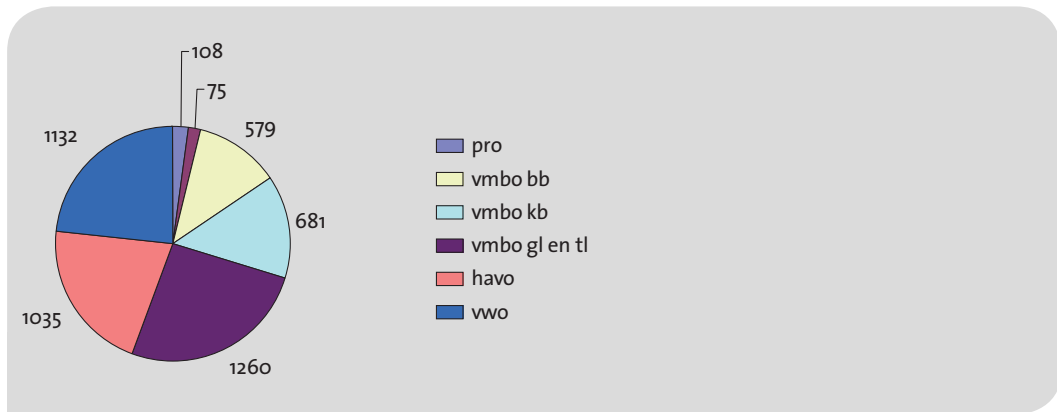 108
75
579
1132
681
1035
1260
pro
vmbo bb
vmbo kb
vmbo gl en tl
havo
vwo